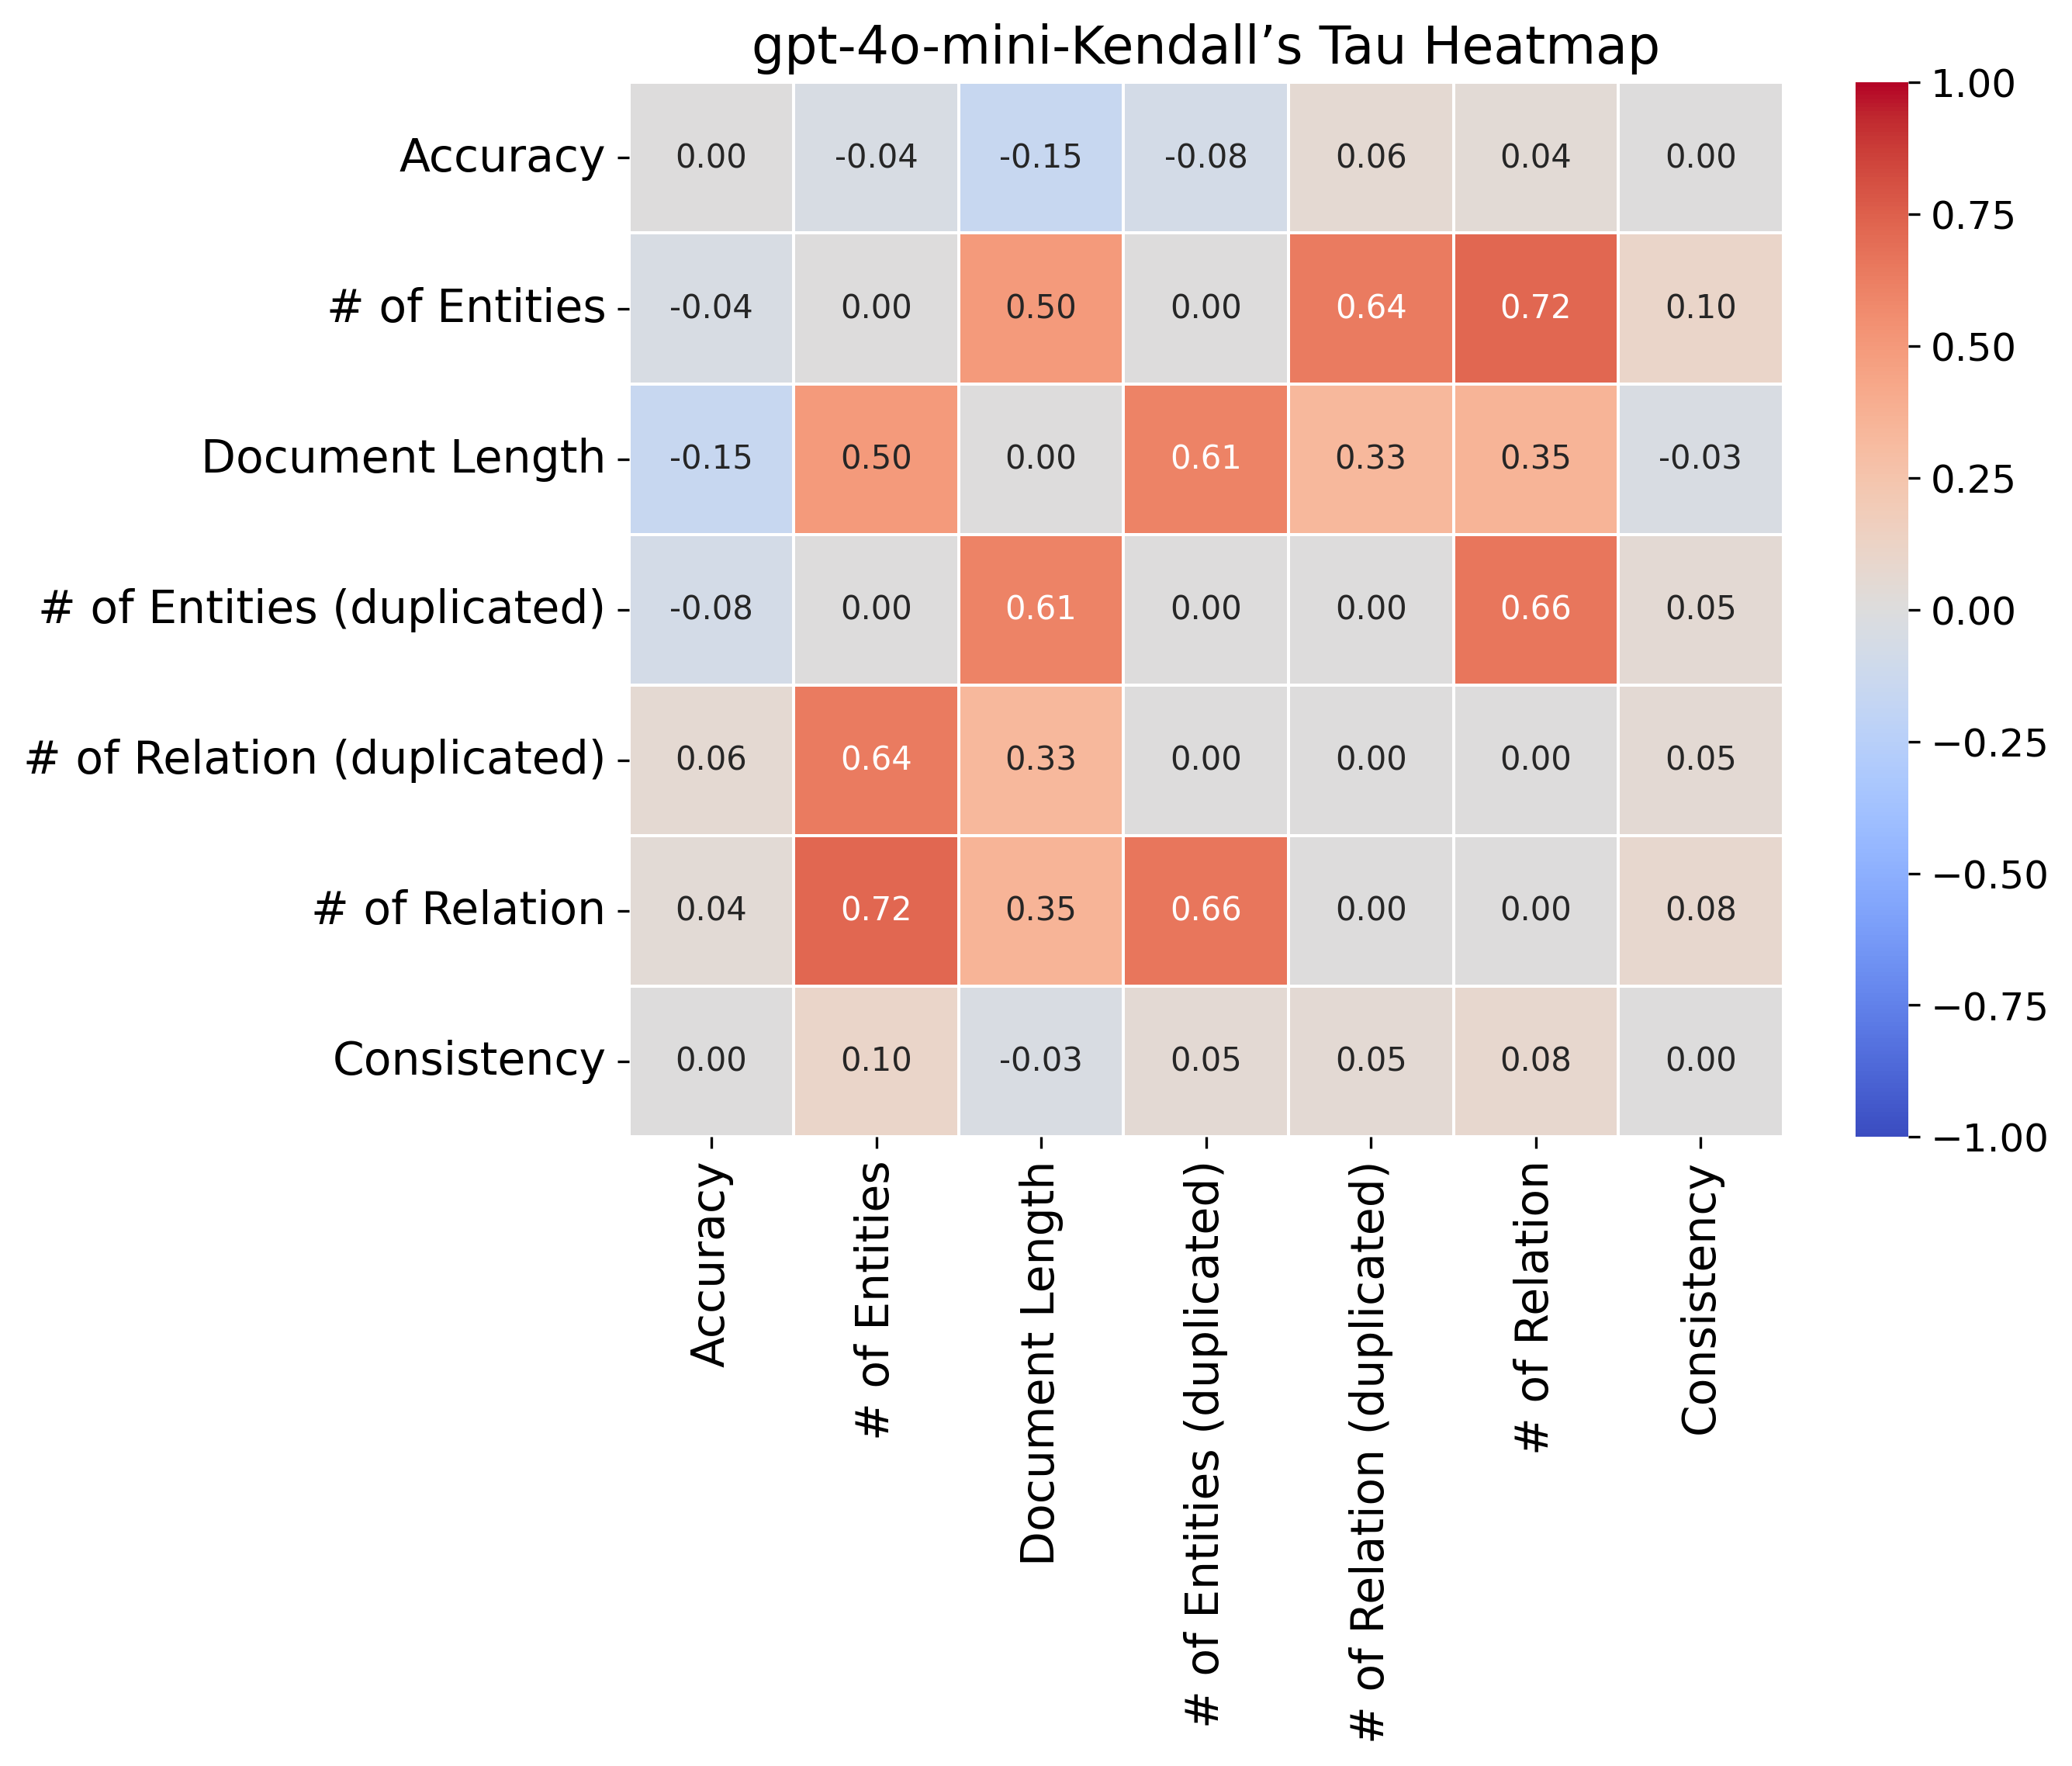 gpt-4o-mini-Kendall’s Tau Heatmap
Accuracy 0.00 -0.04 -0.15 -0.08 0.06 0.04 0.00
# of Entities -0.04 0.00 0.50 0.00 0.64 0.72 0.10
Document Length -0.15 0.50 0.00 0.61 0.33 0.35 -0.03
# of Entities (duplicated) -0.08 0.00 0.61 0.00 0.00 0.66 0.05
# of Relation (duplicated) 0.06 0.64 0.33 0.00 0.00 0.00 0.05
# of Relation 0.04 0.72 0.35 0.66 0.00 0.00 0.08
Consistency 0.00 0.10 -0.03 0.05 0.05 0.08 0.00
Accuracy
# of Entities
Document Length
# of Entities (duplicated)
# of Relation (duplicated)
# of Relation
Consistency
1.00
0.75
0.50
0.25
0.00
−0.25
−0.50
−0.75
−1.00